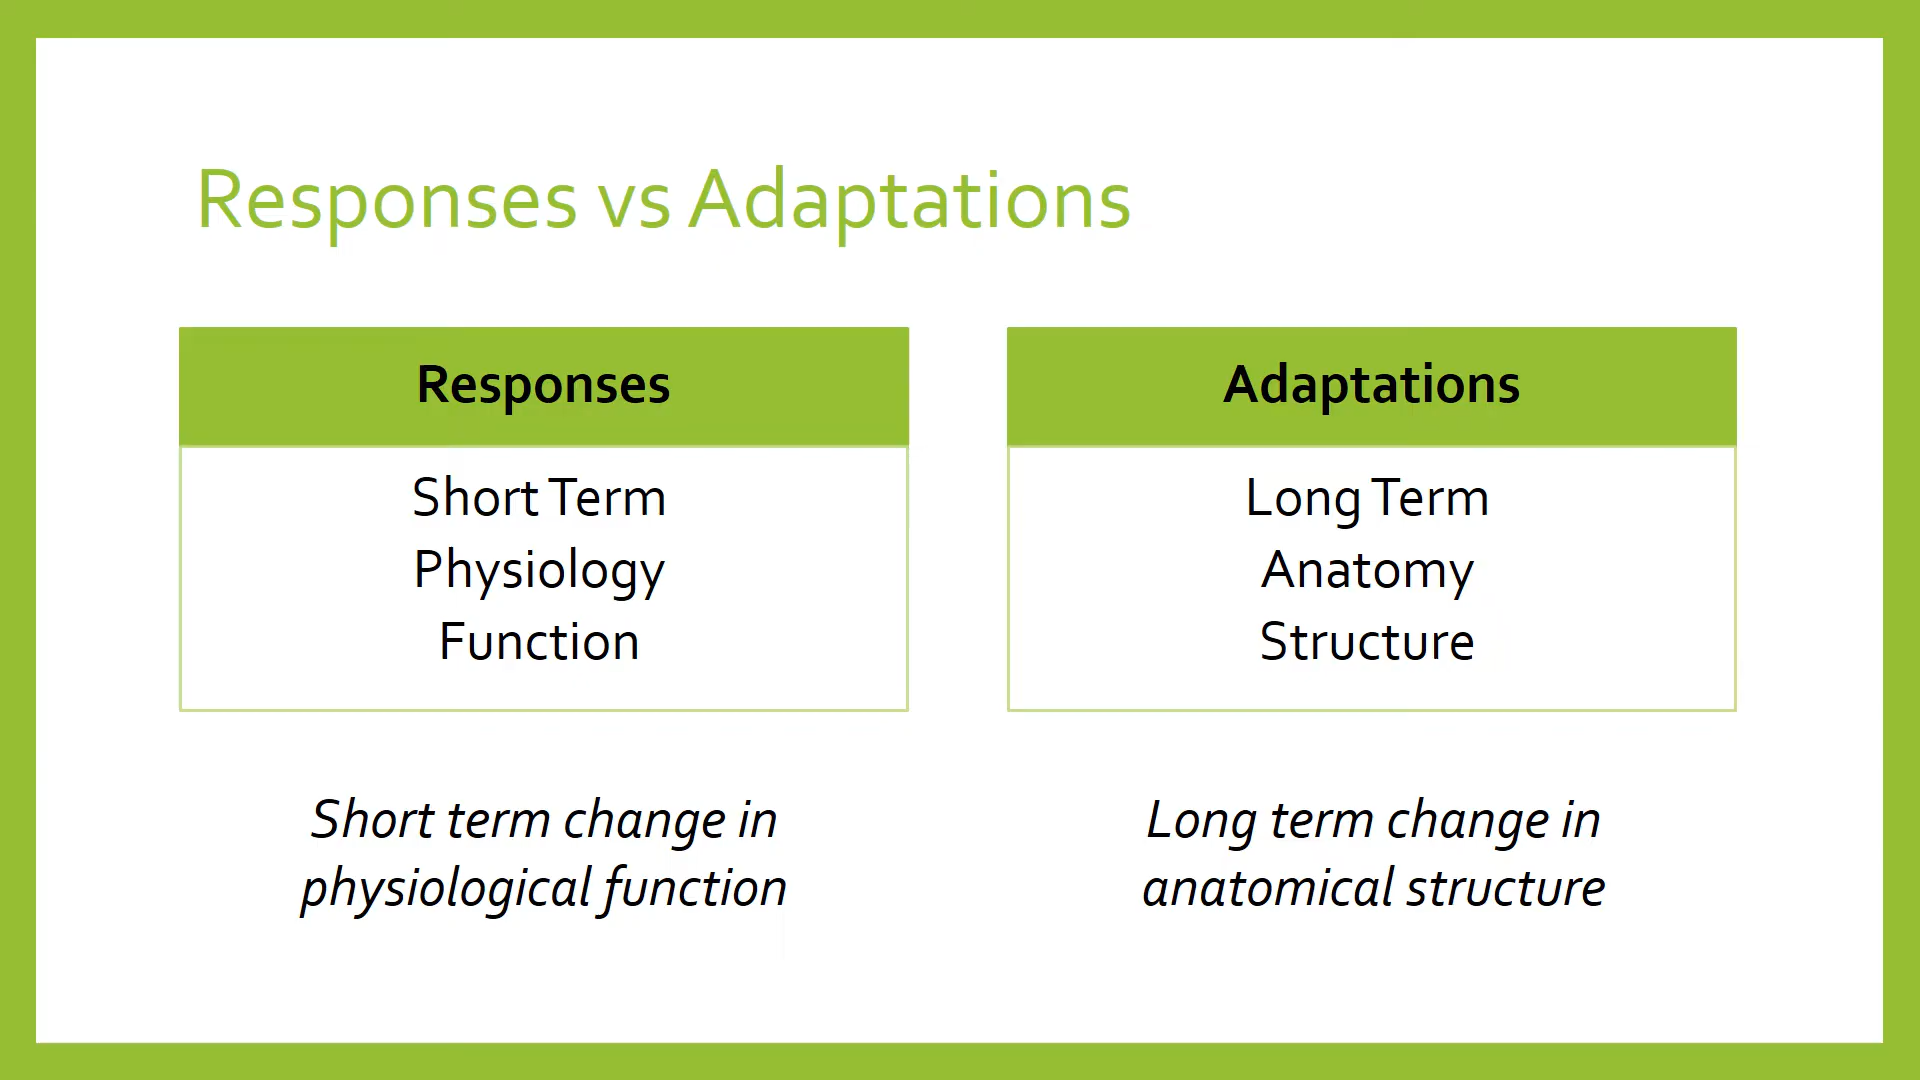 Responses vs Adaptations
Responses
Short Term
Physiology
Function
Short term change in
physiological function
Adaptations
Long Term
Anatomy
Structure
Long term change in
anatomical structure